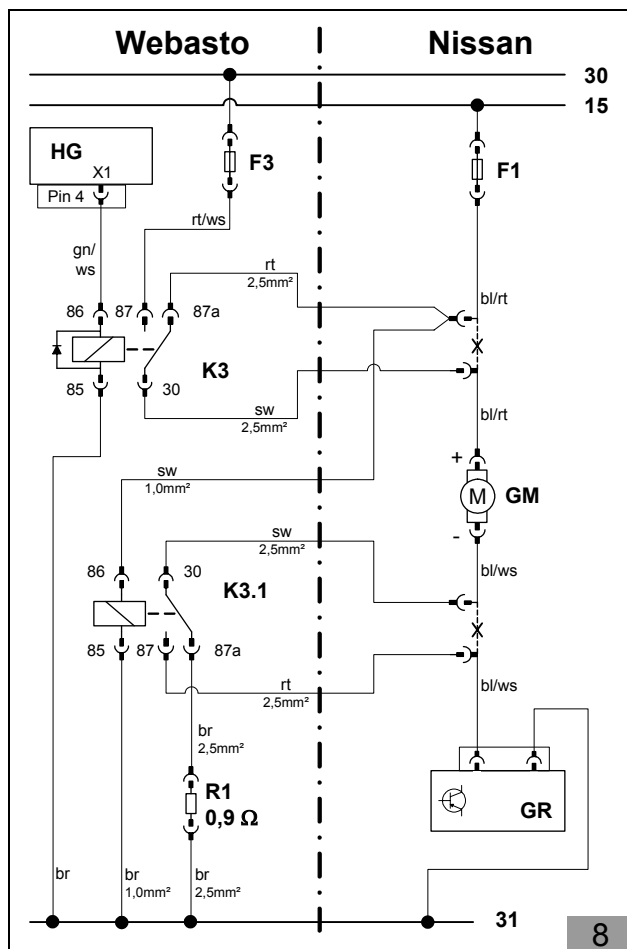 Webasto Nissan
30
15
HG
X1
Pin 4
F3
F1
rt/ws
gn/
ws
rt
2,5mm²
bl/rt
86 87 87a
K3
85 30
sw
2,5mm²
bl/rt
sw
1,0mm²
+
M GM
-
sw
2,5mm²
bl/ws
86 30
K3.1
85 87 87a
rt
2,5mm²
bl/ws
br
2,5mm²
R1
0,9 Ω
GR
br
br
1,0mm²
br
2,5mm²
31
8